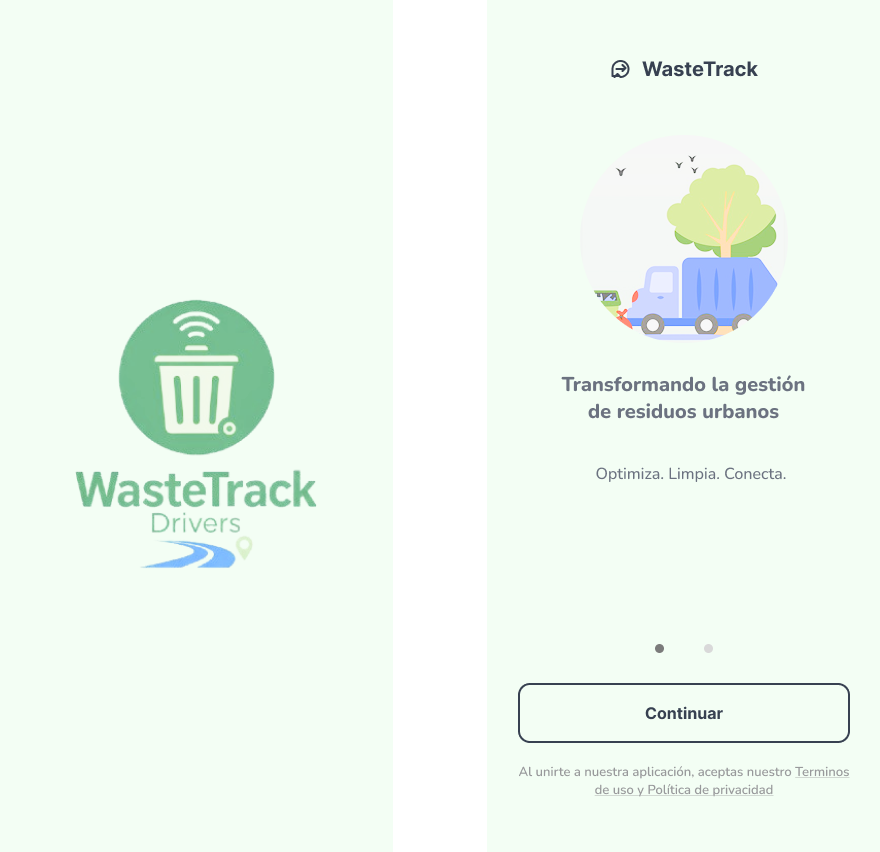 WasteTrack
Drivers
WasteTrack
Transformando la gestión
de residuos urbanos
Optimiza. Limpia. Conecta.
Continuar
Al unirte a nuestra aplicación, aceptas nuestro Terminos
de uso y Política de privacidad